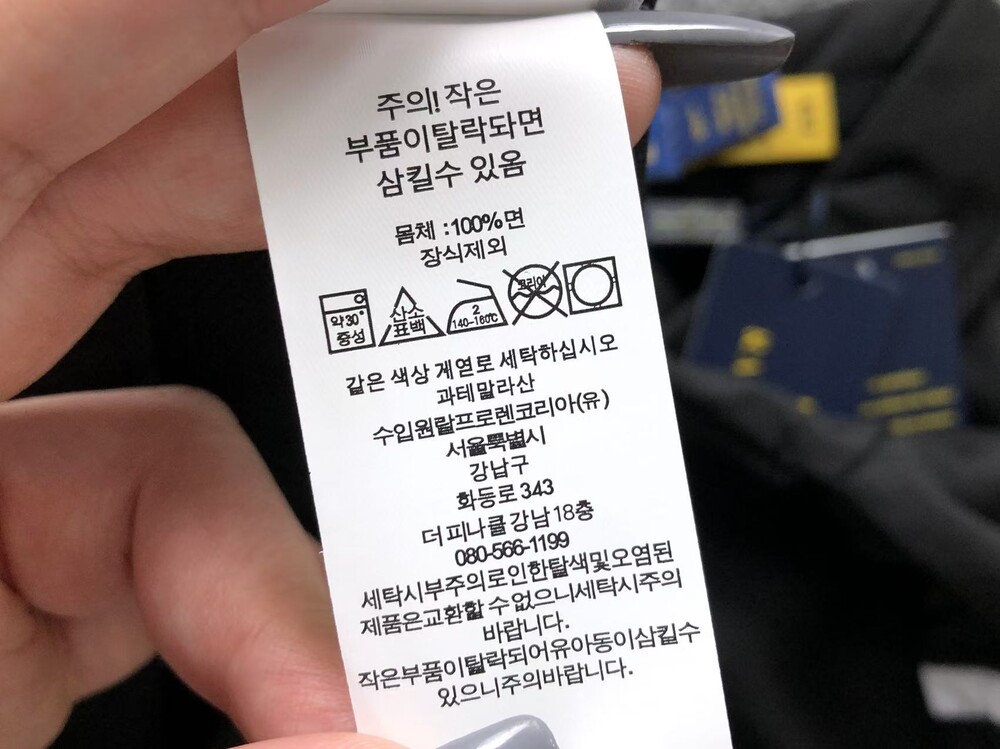 주의! 작은
부품이탈락돠면
삼킬수 있옴
몸체 :100%면
장식제외
약30°
중성
산소
표백
2
140-160℃
드라이
같은 색상 계열로 세탁하십시오
과테말라산
수입원랄프로렌코리아(유)
서울특별시
강남구
화동로 343
더 피나클 강남 18층
080-566-1199
세탁시부주의로인한탈색및오염된
제품은교환할 수 없으니세탁시주의
바랍니다.
작은부품이탈락되어유아동이삼킬수
있으니주의바랍니다.